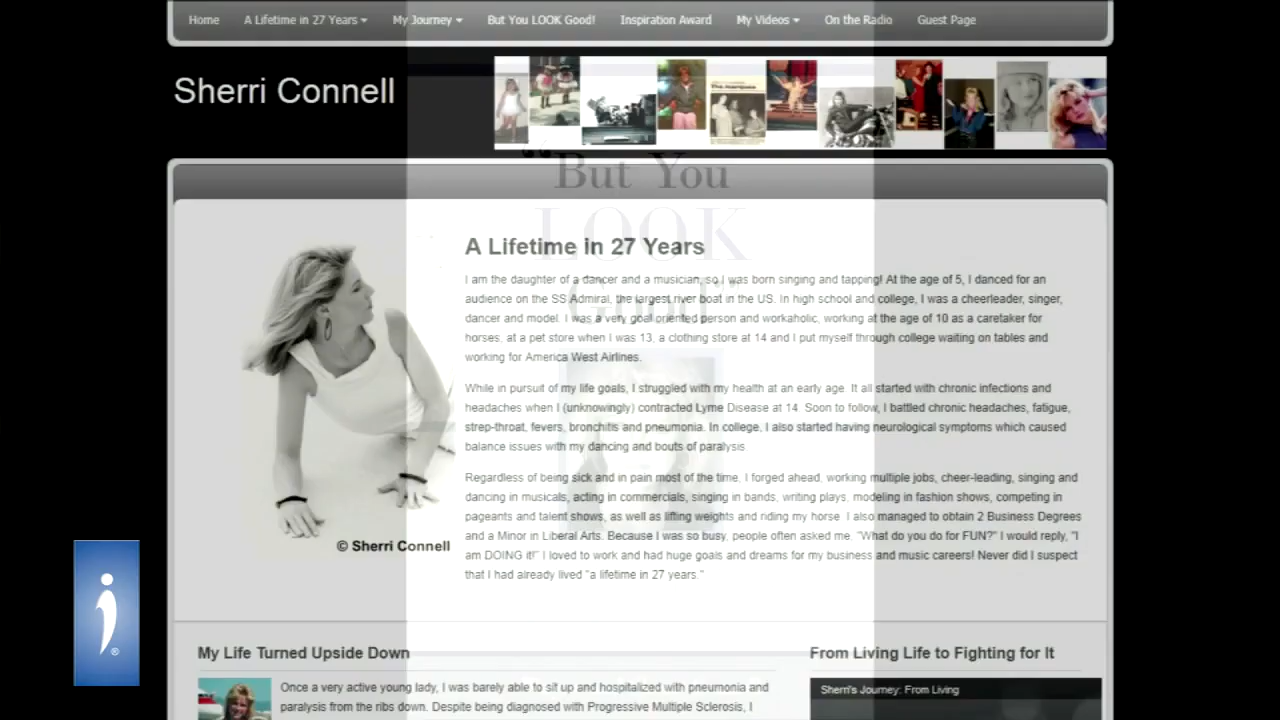 Home A Lifetime in 27 Years My Journey But You LOOK Good! Inspiration Award My Videos On the Radio Guest Page
Sherri Connell
"But You
LOOK
Good"
A Lifetime in 27 Years
I am the daughter of a dancer and a musician, so I was born singing and tapping! At the age of 5, I danced for an
audience on the SS Admiral, the largest river boat in the US. In high school and college, I was a cheerleader, singer,
dancer and model. I was a very goal oriented person and workaholic, working at the age of 10 as a caretaker for
horses, at a pet store when I was 13, a clothing store at 14 and I put myself through college waiting on tables and
working for America West Airlines.
While in pursuit of my life goals, I struggled with my health at an early age. It all started with chronic infections and
headaches when I (unknowingly) contracted Lyme Disease at 14. Soon to follow, I battled chronic headaches, fatigue,
strep-throat, fevers, bronchitis and pneumonia. In college, I also started having neurological symptoms which caused
balance issues with my dancing and bouts of paralysis.
Regardless of being sick and in pain most of the time, I forged ahead, working multiple jobs, cheer-leading, singing and
dancing in musicals, acting in commercials, singing in bands, writing plays, modeling in fashion shows, competing in
pageants and talent shows, as well as lifting weights and riding my horse. I also managed to obtain 2 Business Degrees
and a Minor in Liberal Arts. Because I was so busy, people often asked me, "What do you do for FUN?" I would reply, "I
am DOING it!" I loved to work and had huge goals and dreams for my business and music careers! Never did I suspect
that I had already lived "a lifetime in 27 years."
© Sherri Connell
i®
My Life Turned Upside Down
Once a very active young lady, I was barely able to sit up and hospitalized with pneumonia and
paralysis from the ribs down. Despite being diagnosed with Progressive Multiple Sclerosis, I
From Living Life to Fighting for It
Sherri's Journey: From Living